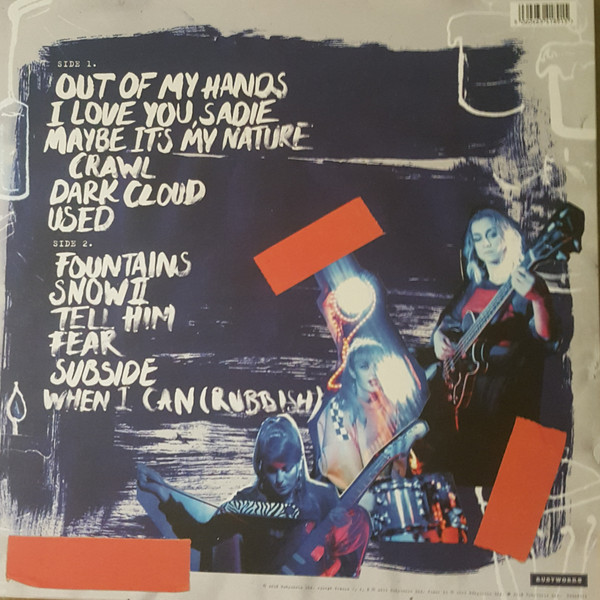 SIDE 1.
OUT OF MY HANDS
I LOVE YOU, SADIE
MAYBE IT'S MY NATURE
CRAWL
DARK CLOUD
USED
SIDE 2.
FOUNTAINS
SNOW II
TELL HIM
FEAR
SUBSIDE
WHEN I CAN (RUBBISH)
RUBYWORKS